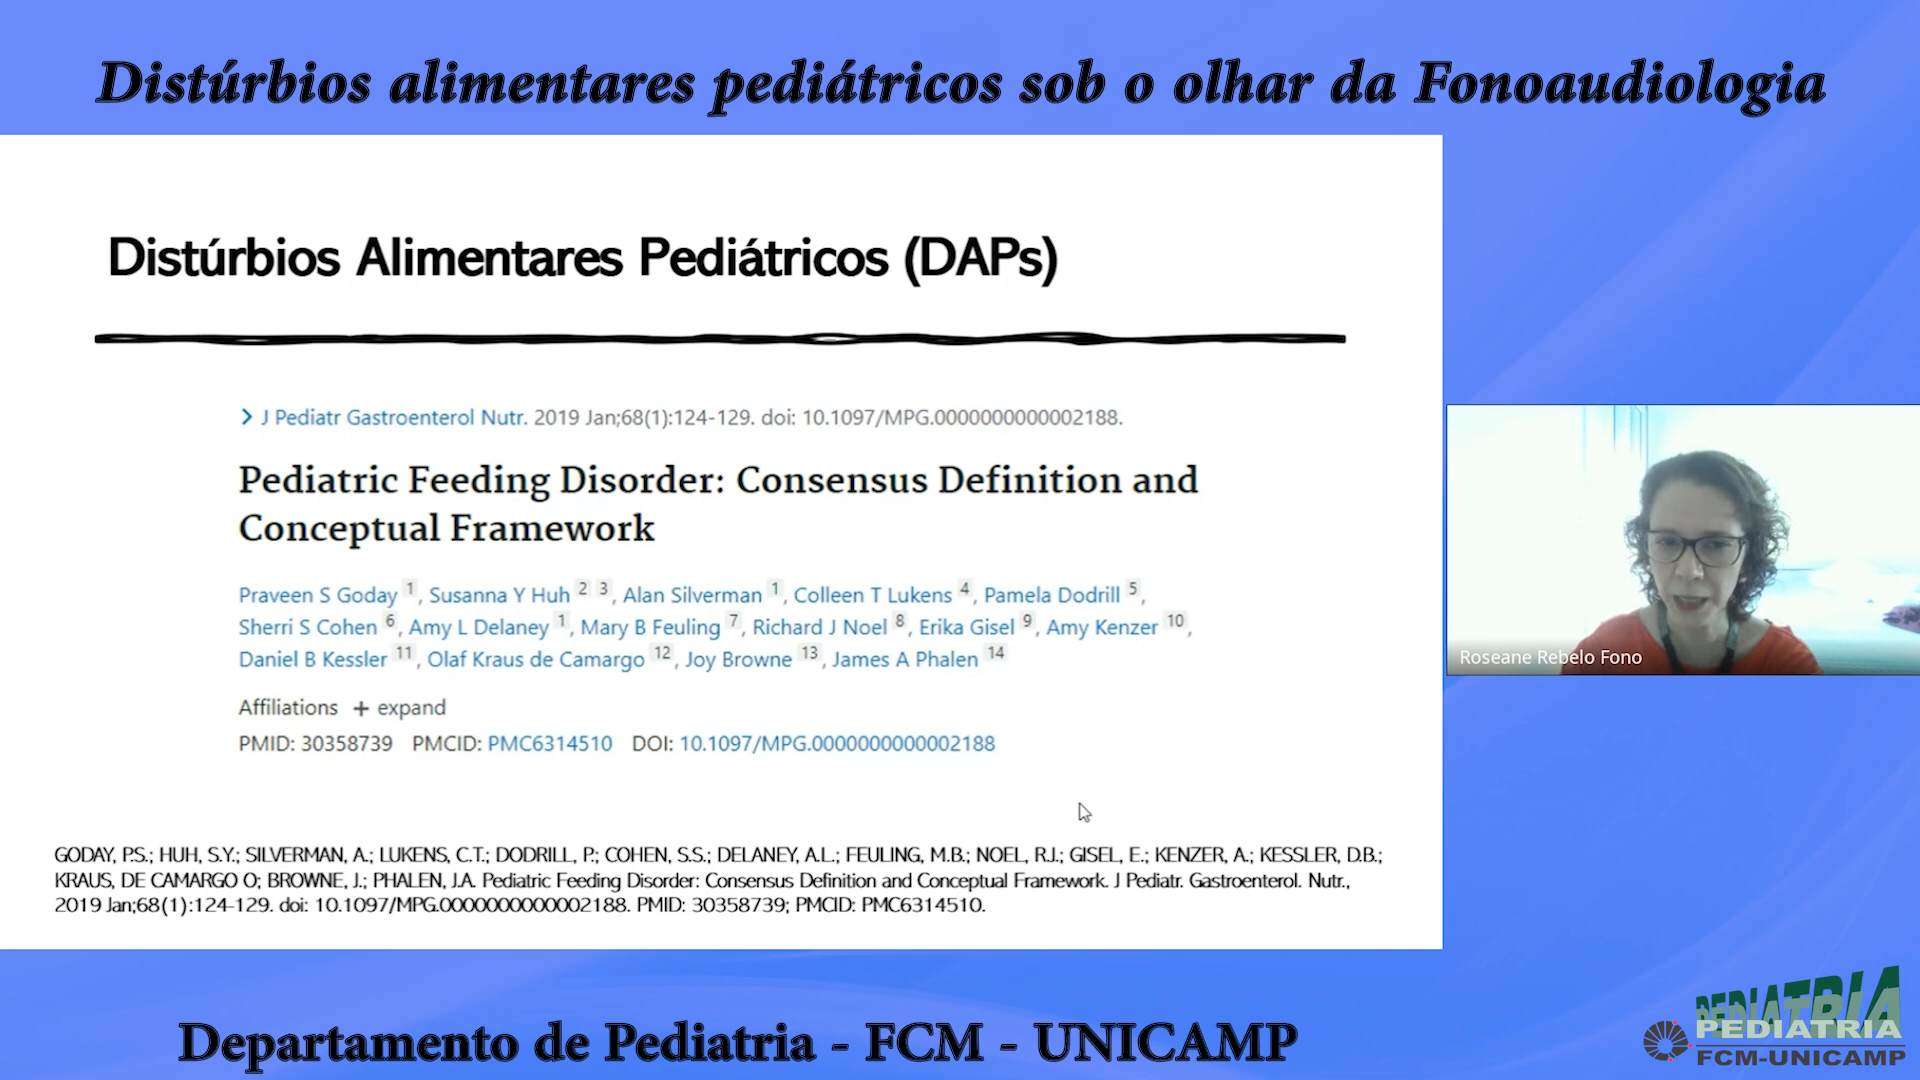 Distúrbios alimentares pediátricos sob o olhar da Fonoaudiologia
Distúrbios Alimentares Pediátricos (DAPs)
J Pediatr Gastroenterol Nutr. 2019 Jan;68(1):124-129. doi: 10.1097/MPG.0000000000002188.
Pediatric Feeding Disorder: Consensus Definition and
Conceptual Framework
Praveen S Goday 1, Susanna Y Huh 2 3, Alan Silverman 1, Colleen T Lukens 4, Pamela Dodrill 5,
Sherri S Cohen 6, Amy L Delaney 1, Mary B Feuling 7, Richard J Noel 8, Erika Gisel 9, Amy Kenzer 10,
Daniel B Kessler 11, Olaf Kraus de Camargo 12, Joy Browne 13, James A Phalen 14
Affiliations + expand
PMID: 30358739 PMCID: PMC6314510 DOI: 10.1097/MPG.0000000000002188
GODAY, P.S.; HUH, S.Y.; SILVERMAN, A.; LUKENS, C.T.; DODRILL, P.; COHEN, S.S.; DELANEY, A.L.; FEULING, M.B.; NOEL, R.J.; GISEL, E.; KENZER, A.; KESSLER, D.B.;
KRAUS, DE CAMARGO O; BROWNE, J.; PHALEN, J.A. Pediatric Feeding Disorder: Consensus Definition and Conceptual Framework. J Pediatr. Gastroenterol. Nutr.,
2019 Jan;68(1):124-129. doi: 10.1097/MPG.0000000000002188. PMID: 30358739; PMCID: PMC6314510.
Roseane Rebelo Fono
Departamento de Pediatria - FCM - UNICAMP
PEDIATRIA
PEDIATRIA
FCM-UNICAMP